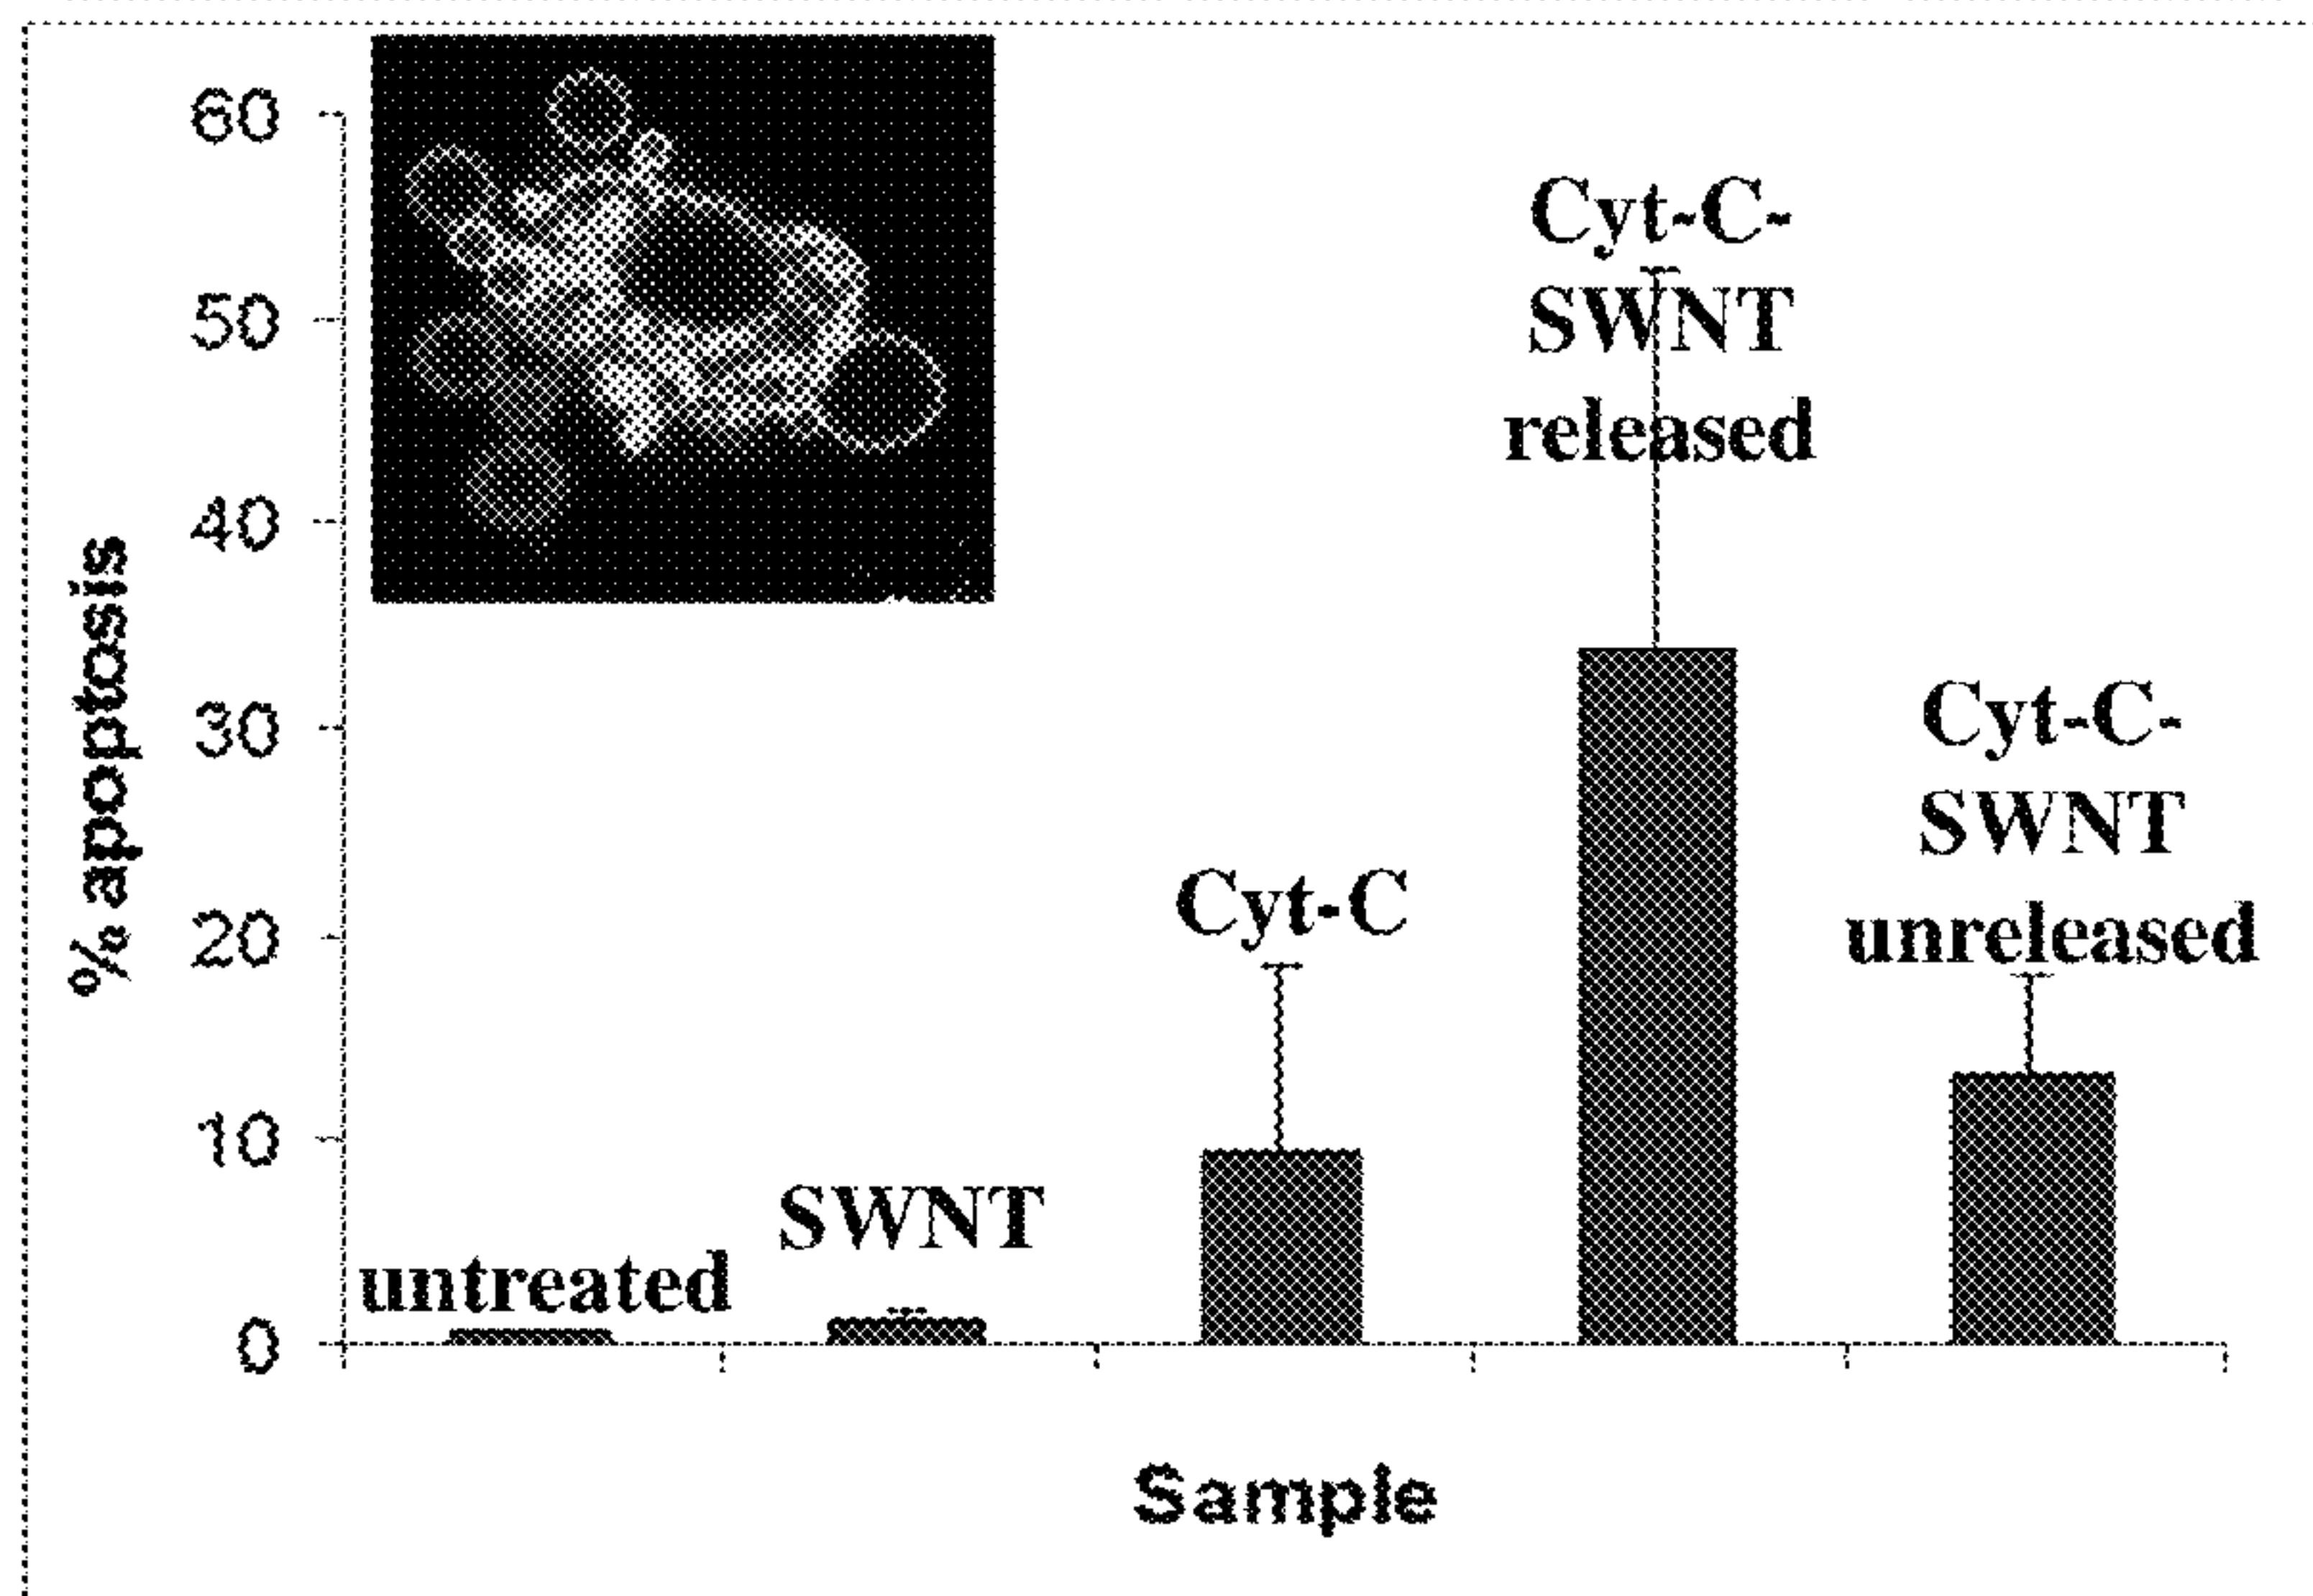 60
50
40
30
20
10
0
% apoptosis
untreated
SWNT
Cyt-C
Cyt-C-
SWNT
released
Cyt-C-
SWNT
unreleased
Sample